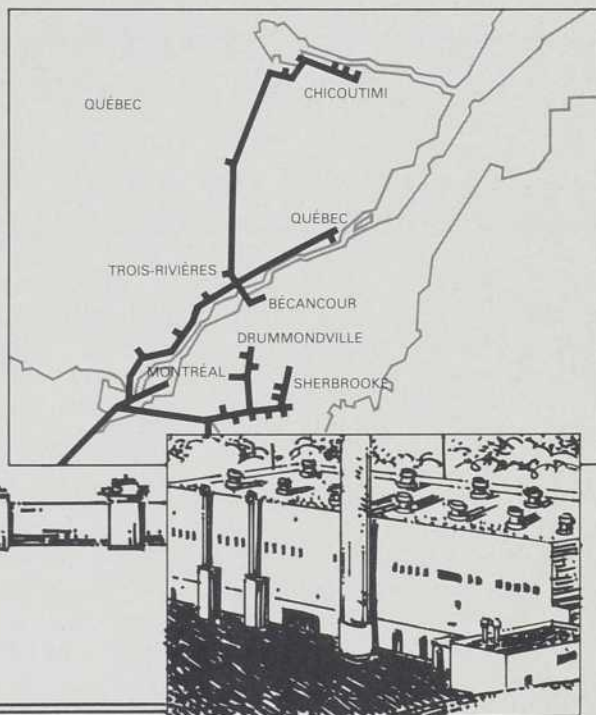 QUÉBEC
CHICOUTIMI
QUÉBEC
TROIS-RIVIÈRES
BÉCANCOUR
DRUMMONDVILLE
MONTRÉAL
SHERBROOKE